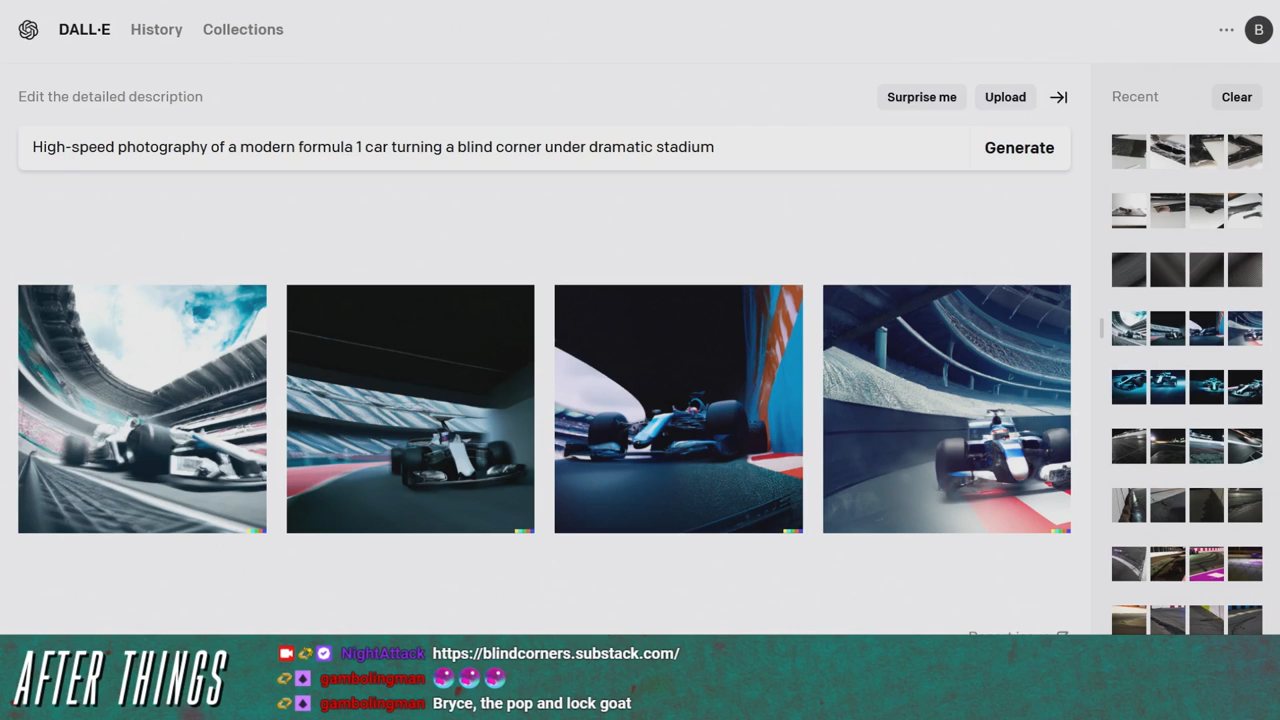 DALL·E History Collections
B
Edit the detailed description
Surprise me
Upload
Recent
Clear
High-speed photography of a modern formula 1 car turning a blind corner under dramatic stadium
Generate
AFTER THINGS
NightAttack https://blindcorners.substack.com/
gambolingman
gambolingman Bryce, the pop and lock goat